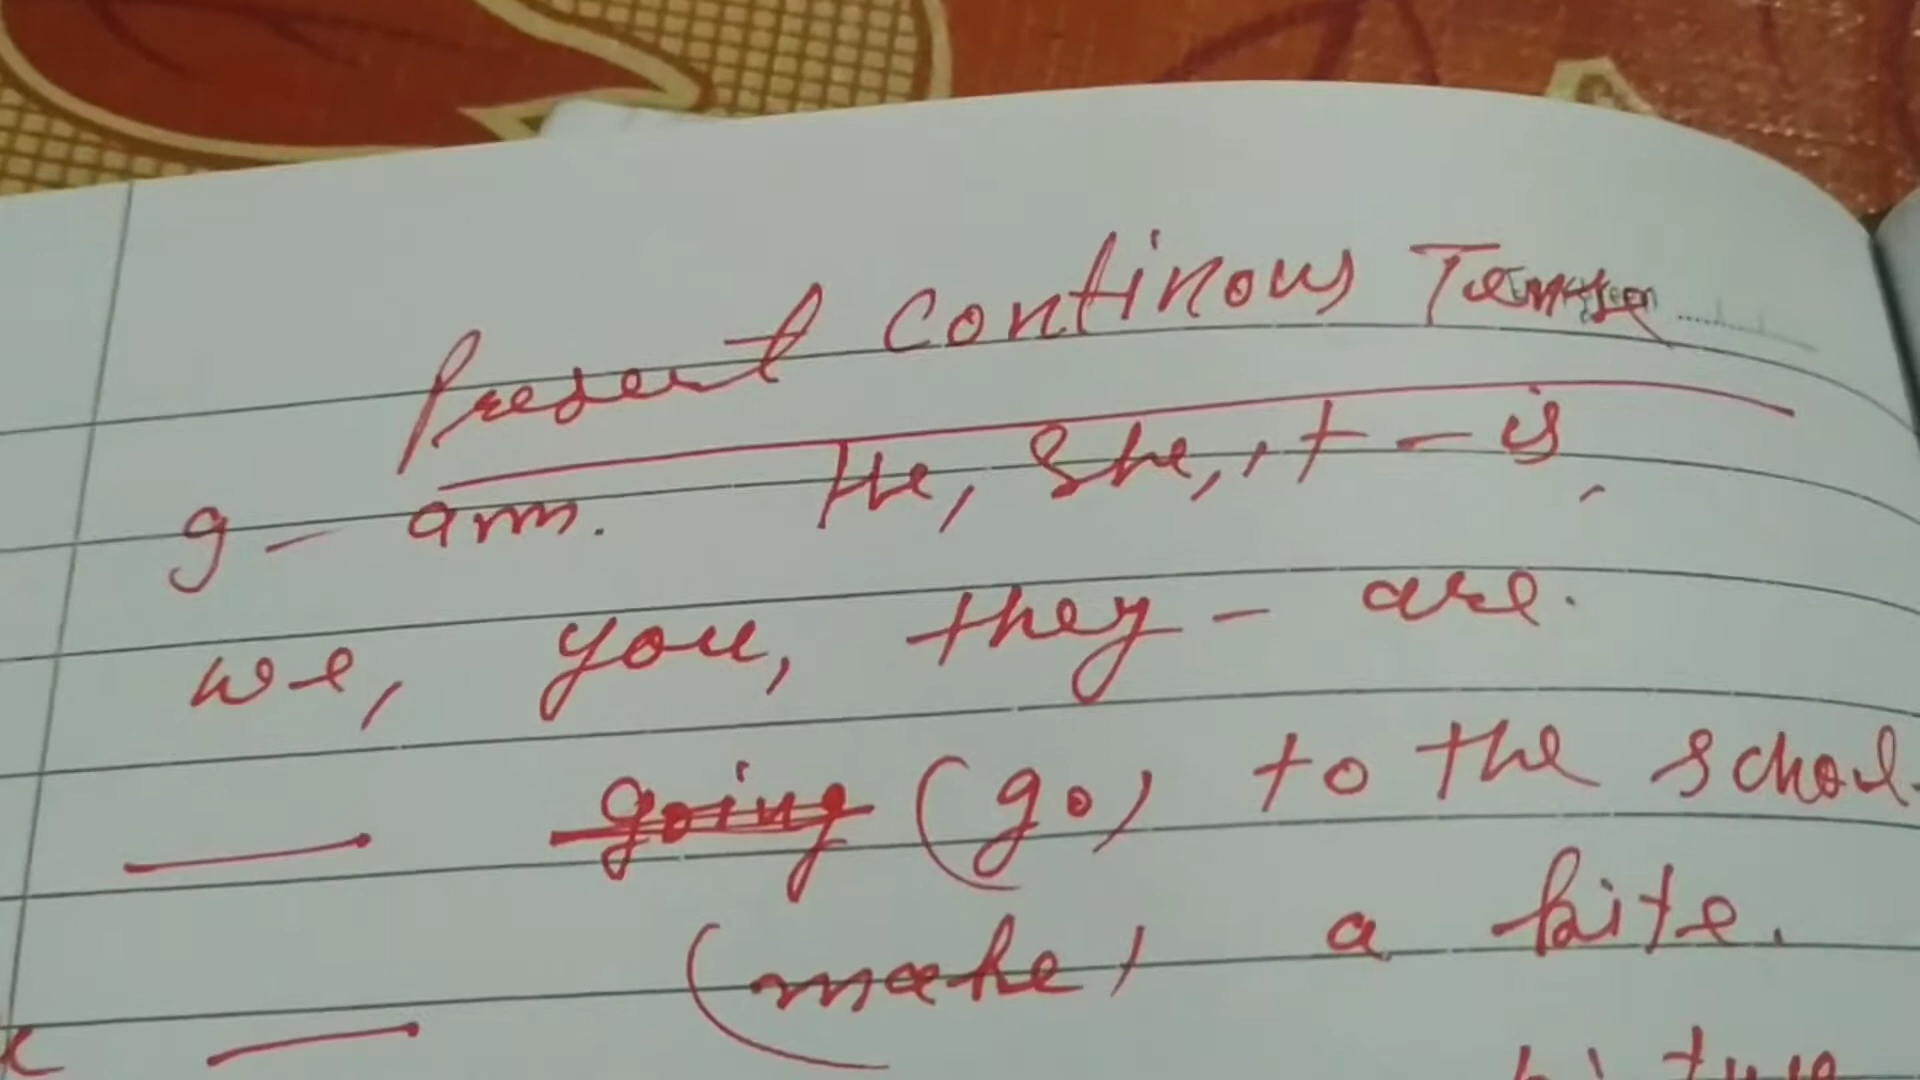 Present Continous Tense
I - am. He, She, it - is,
we, you, they - are.
going (go) to the school.
(make) a kite.